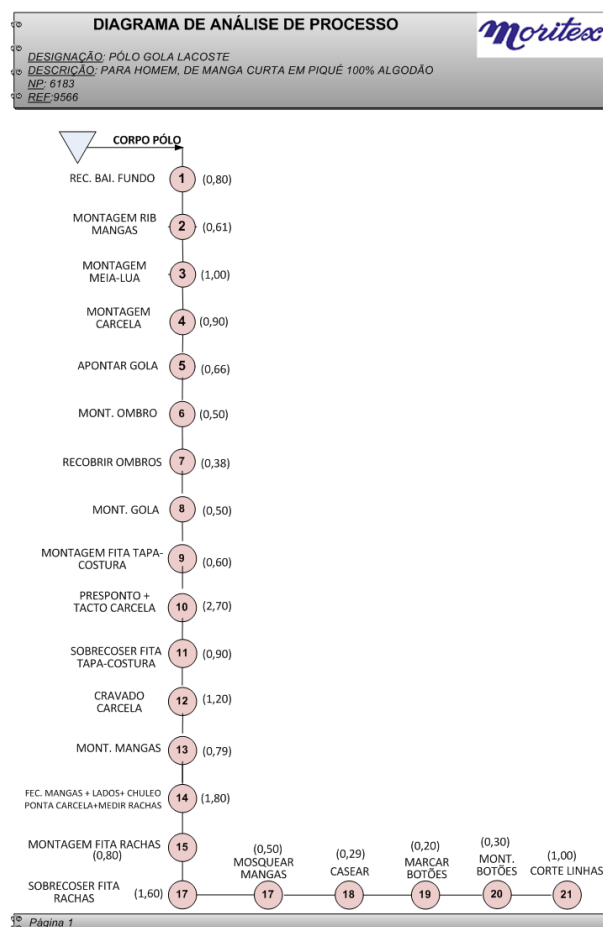 DIAGRAMA DE ANÁLISE DE PROCESSO
Moritex
DESIGNAÇÃO: PÓLO GOLA LACOSTE
DESCRIÇÃO: PARA HOMEM, DE MANGA CURTA EM PIQUÉ 100% ALGODÃO
NP: 6183
REF:9566
CORPO PÓLO
REC. BAI. FUNDO 1 (0,80)
MONTAGEM RIB
MANGAS 2 (0,61)
MONTAGEM
MEIA-LUA 3 (1,00)
MONTAGEM
CARCELA 4 (0,90)
APONTAR GOLA 5 (0,66)
MONT. OMBRO 6 (0,50)
RECOBRIR OMBROS 7 (0,38)
MONT. GOLA 8 (0,50)
MONTAGEM FITA TAPA-
COSTURA 9 (0,60)
PRESPONTO +
TACTO CARCELA 10 (2,70)
SOBRECOSER FITA
TAPA-COSTURA 11 (0,90)
CRAVADO
CARCELA 12 (1,20)
MONT. MANGAS 13 (0,79)
FEC. MANGAS + LADOS+ CHULEO
PONTA CARCELA+MEDIR RACHAS 14 (1,80)
MONTAGEM FITA RACHAS 15
(0,80)
SOBRECOSER FITA
RACHAS (1,60) 17
(0,50)
MOSQUEAR
MANGAS
17
(0,29)
CASEAR
18
(0,20)
MARCAR
BOTÕES
19
(0,30)
MONT.
BOTÕES
20
(1,00)
CORTE LINHAS
21
Página 1